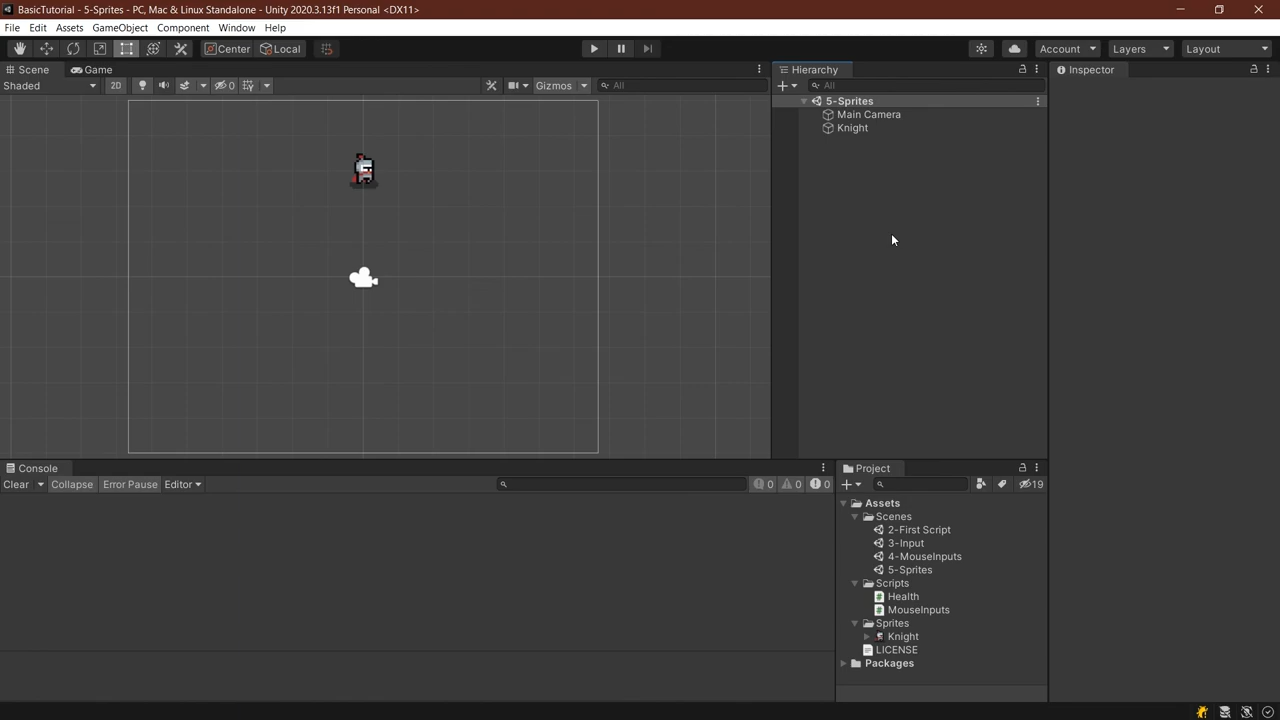 BasicTutorial - 5-Sprites - PC, Mac & Linux Standalone - Unity 2020.3.13f1 Personal <DX11>
File Edit Assets GameObject Component Window Help
Center Local Account Layers Layout
Scene Game Hierarchy Inspector
Shaded 2D 0 Gizmos All All
5-Sprites
Main Camera
Knight
Console Project
Clear Collapse Error Pause Editor 0 0 0 19
Assets
Scenes
2-First Script
3-Input
4-MouseInputs
5-Sprites
Scripts
Health
MouseInputs
Sprites
Knight
LICENSE
Packages